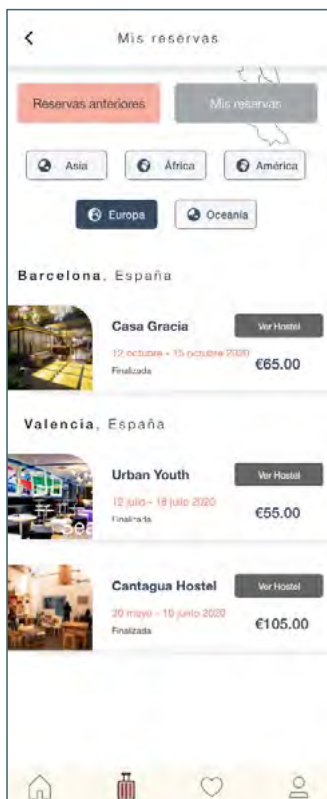 Mis reservas
Reservas anteriores
Mis reservas
Asia
África
América
Europa
Oceanía
Barcelona, España
Casa Gracia
Ver Hostel
12 octubre - 15 octubre 2020
€65.00
Finalizada
Valencia, España
Urban Youth
Ver Hostel
12 julio - 18 julio 2020
€55.00
Finalizada
Cantagua Hostel
Ver Hostel
30 mayo - 10 junio 2020
€105.00
Finalizada